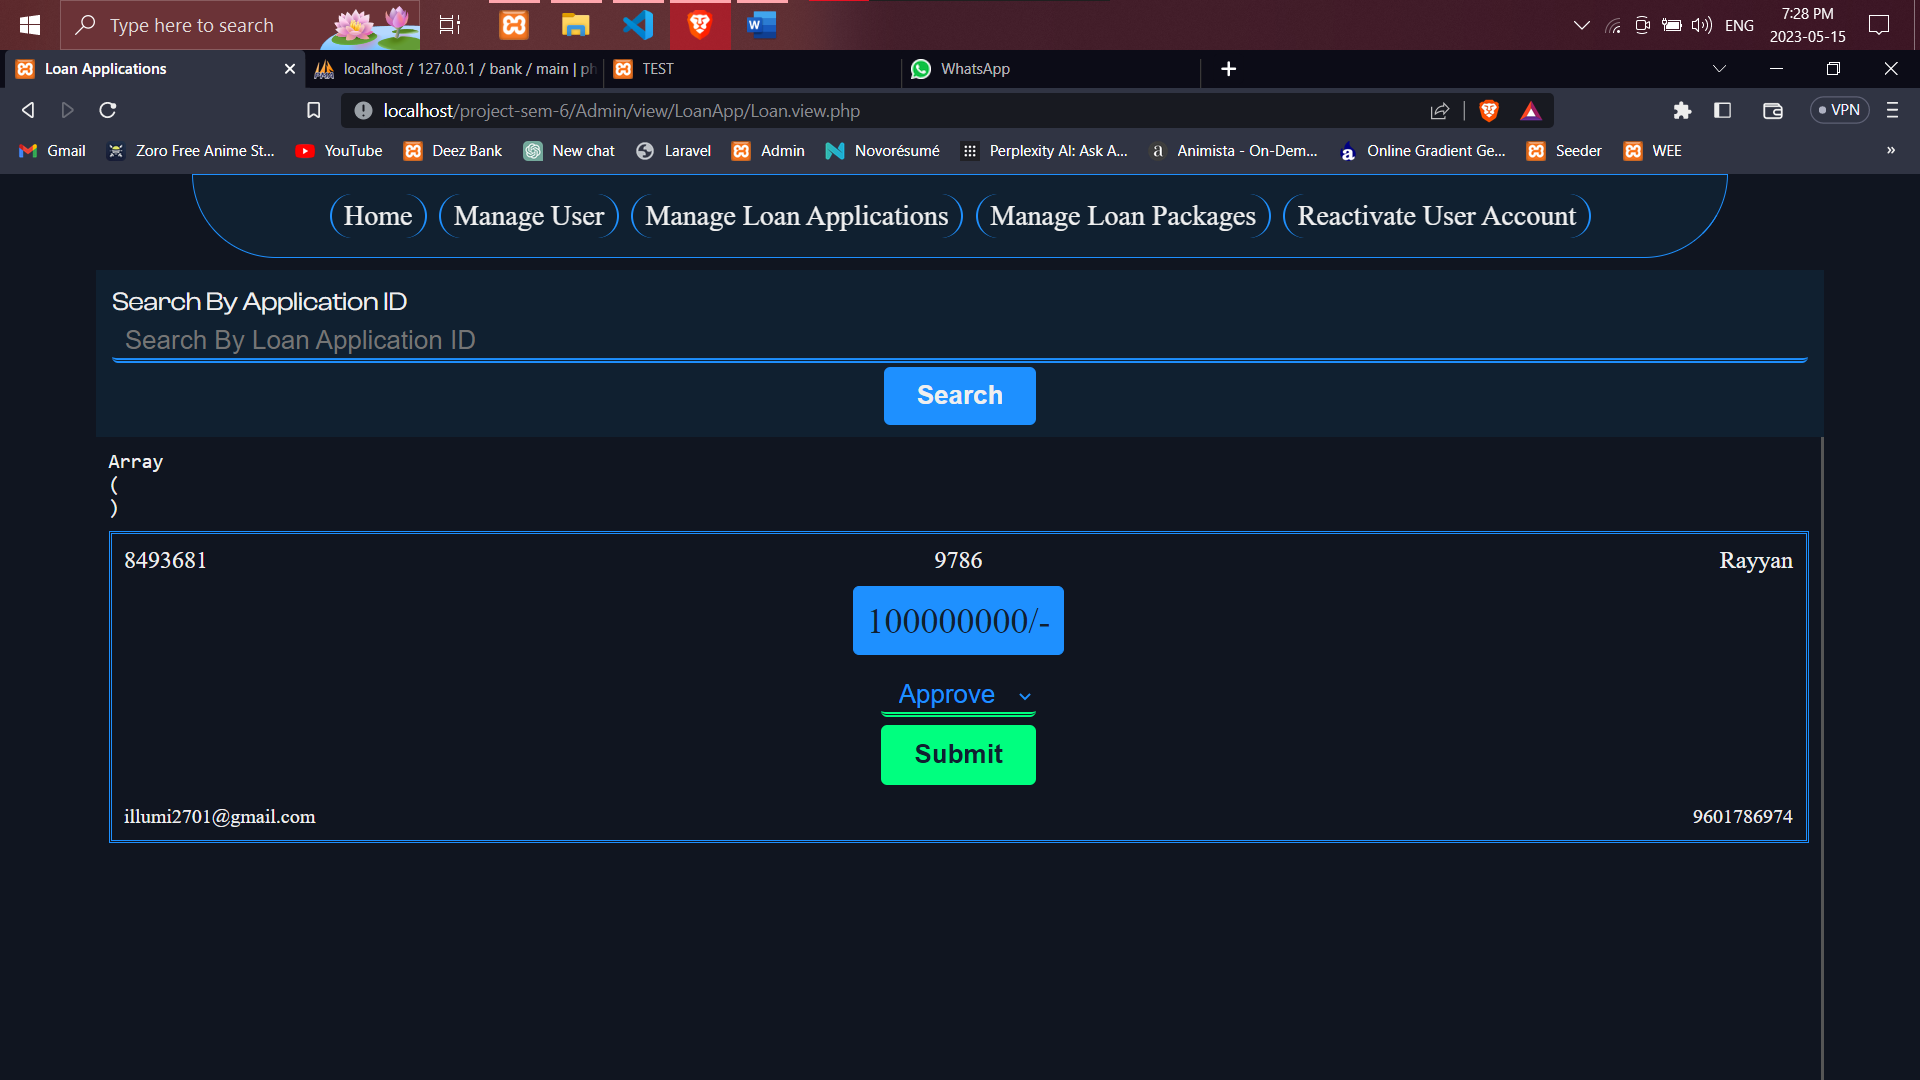 Type here to search
ENG
7:28 PM
2023-05-15
Loan Applications
localhost / 127.0.0.1 / bank / main | ph
TEST
WhatsApp
localhost/project-sem-6/Admin/view/LoanApp/Loan.view.php
VPN
Gmail
Zoro Free Anime St...
YouTube
Deez Bank
New chat
Laravel
Admin
Novorésumé
Perplexity AI: Ask A...
Animista - On-Dem...
Online Gradient Ge...
Seeder
WEE
»
Home
Manage User
Manage Loan Applications
Manage Loan Packages
Reactivate User Account
Search By Application ID
Search By Loan Application ID
Search
Array
(
)
8493681
9786
Rayyan
100000000/-
Approve
Submit
illumi2701@gmail.com
9601786974